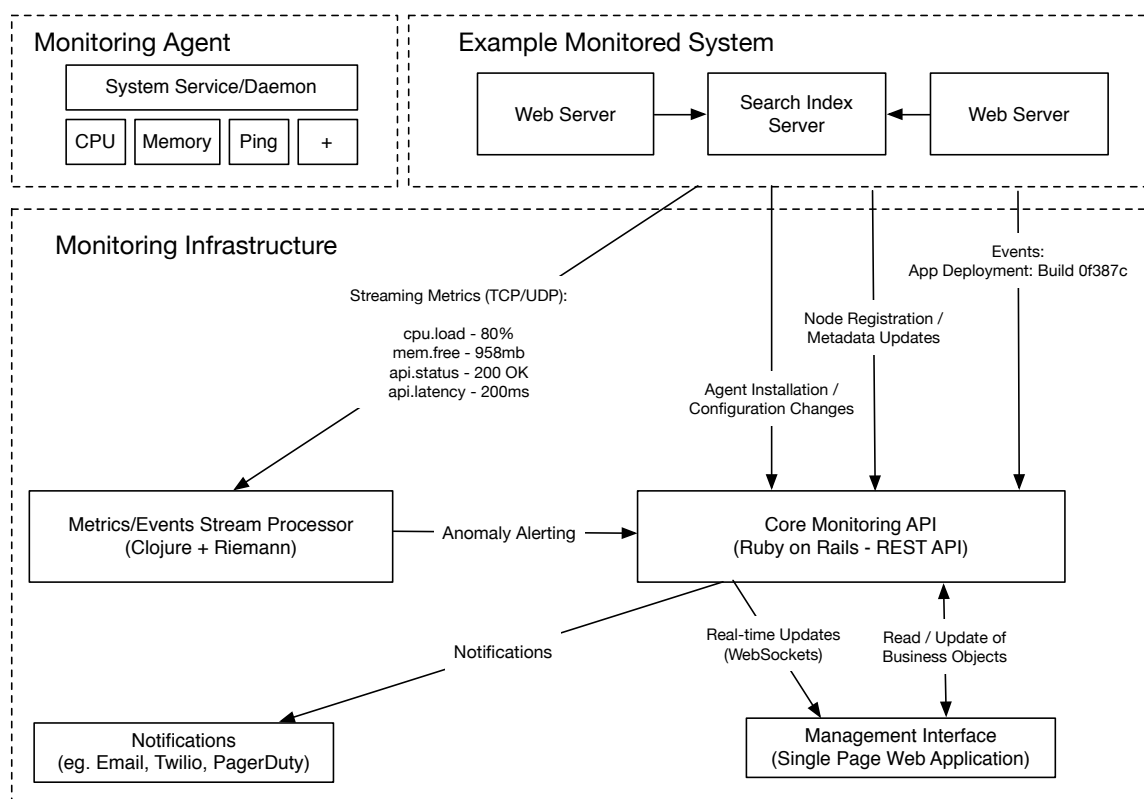 Monitoring Agent
System Service/Daemon
CPU
Memory
Ping
+
Example Monitored System
Web Server
Search Index
Server
Web Server
Monitoring Infrastructure
Streaming Metrics (TCP/UDP):
cpu.load - 80%
mem.free - 958mb
api.status - 200 OK
api.latency - 200ms
Agent Installation /
Configuration Changes
Node Registration /
Metadata Updates
Events:
App Deployment: Build 0f387c
Metrics/Events Stream Processor
(Clojure + Riemann)
Anomaly Alerting
Core Monitoring API
(Ruby on Rails - REST API)
Notifications
Real-time Updates
(WebSockets)
Read / Update of
Business Objects
Notifications
(eg. Email, Twilio, PagerDuty)
Management Interface
(Single Page Web Application)